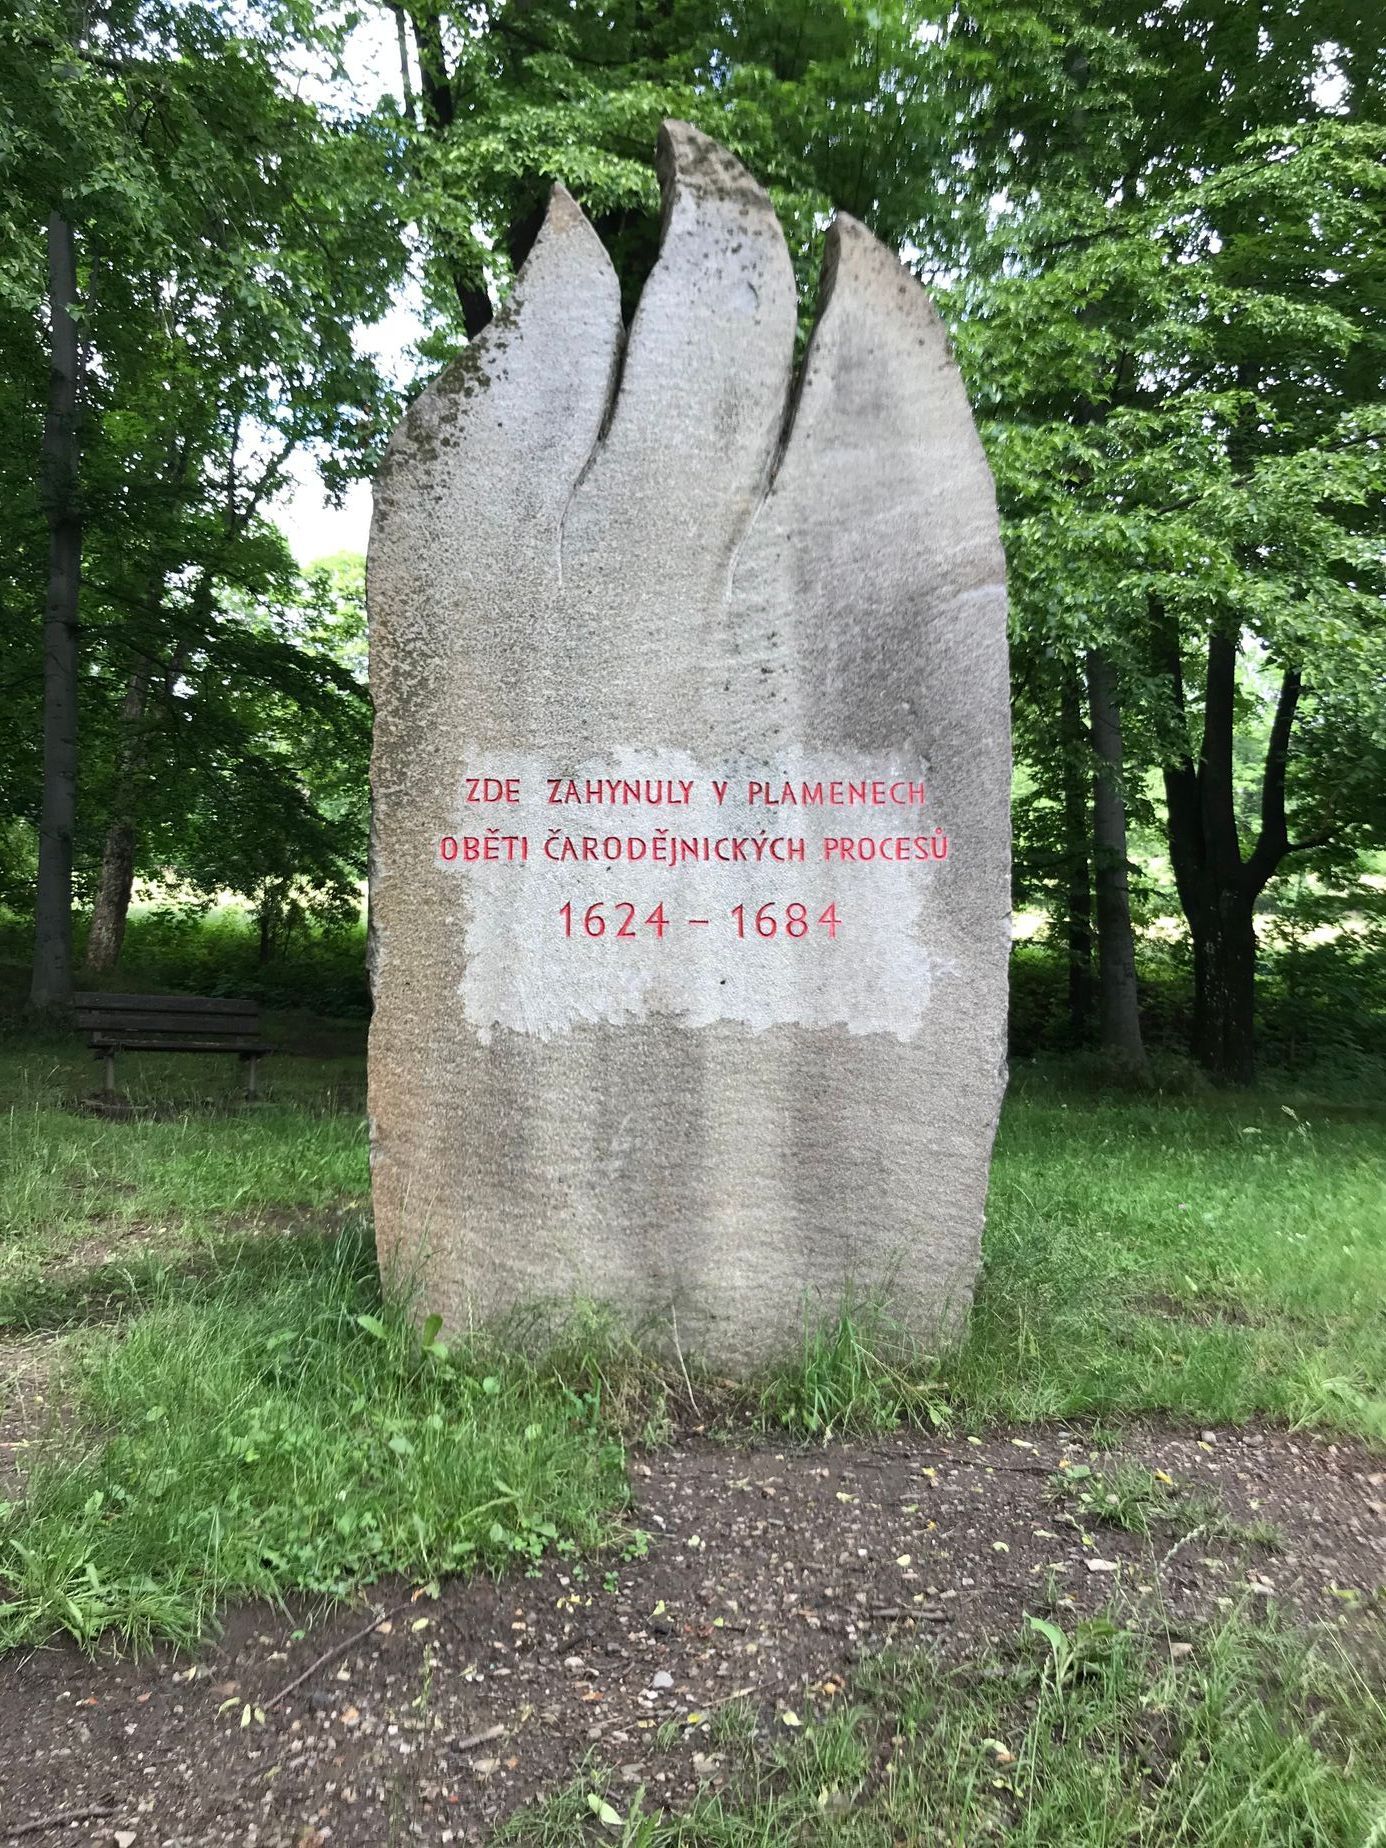 ZDE ZAHYNULY V PLAMENECH
OBĚTI ČARODĚJNICKÝCH PROCESŮ
1624 – 1684